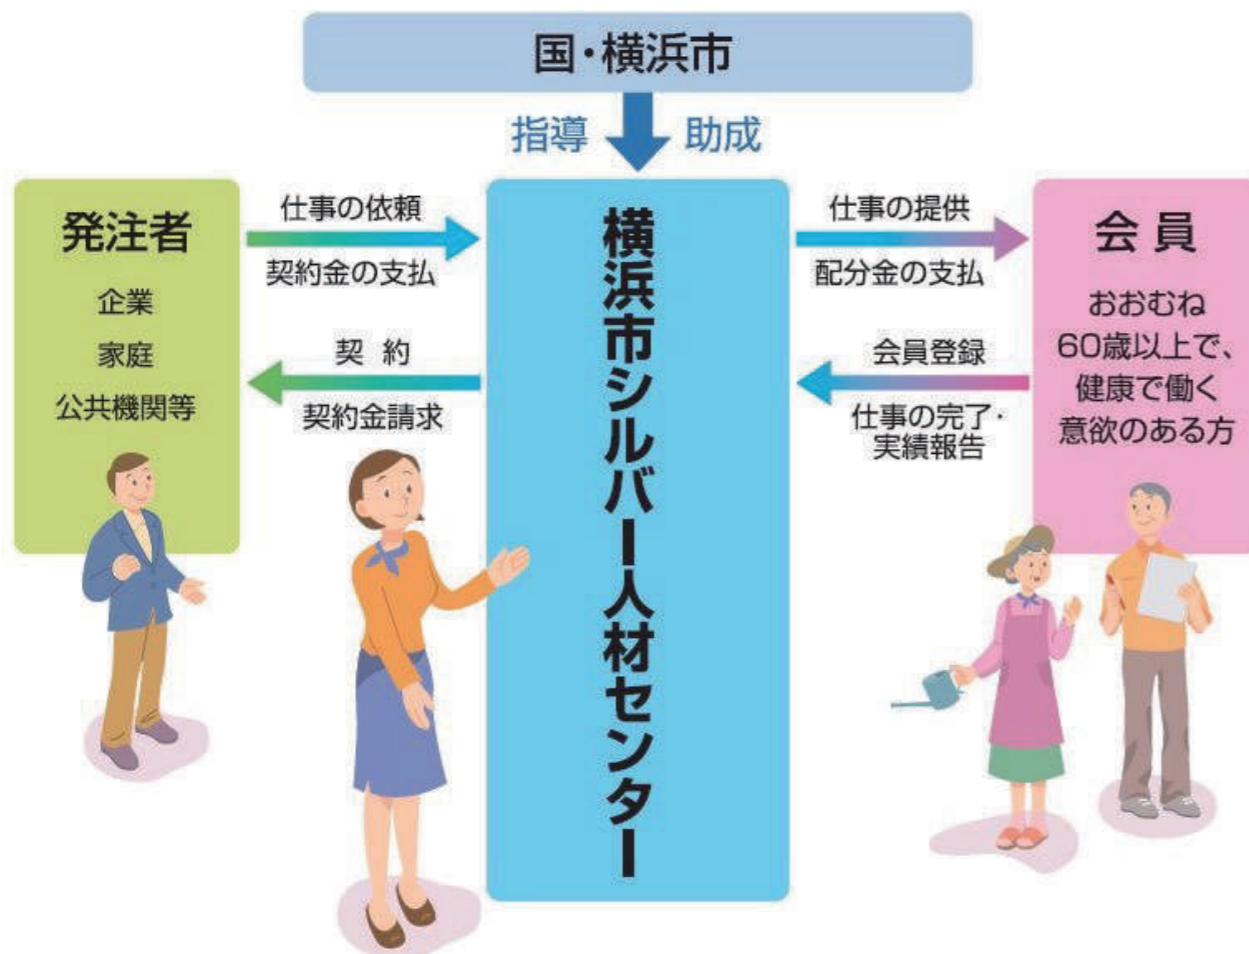 国・横浜市
指導 助成
発注者
企業
家庭
公共機関等
仕事の依頼
契約金の支払
契 約
契約金請求
横浜市シルバー人材センター
仕事の提供
配分金の支払
会員登録
仕事の完了・
実績報告
会 員
おおむね
60歳以上で、
健康で働く
意欲のある方